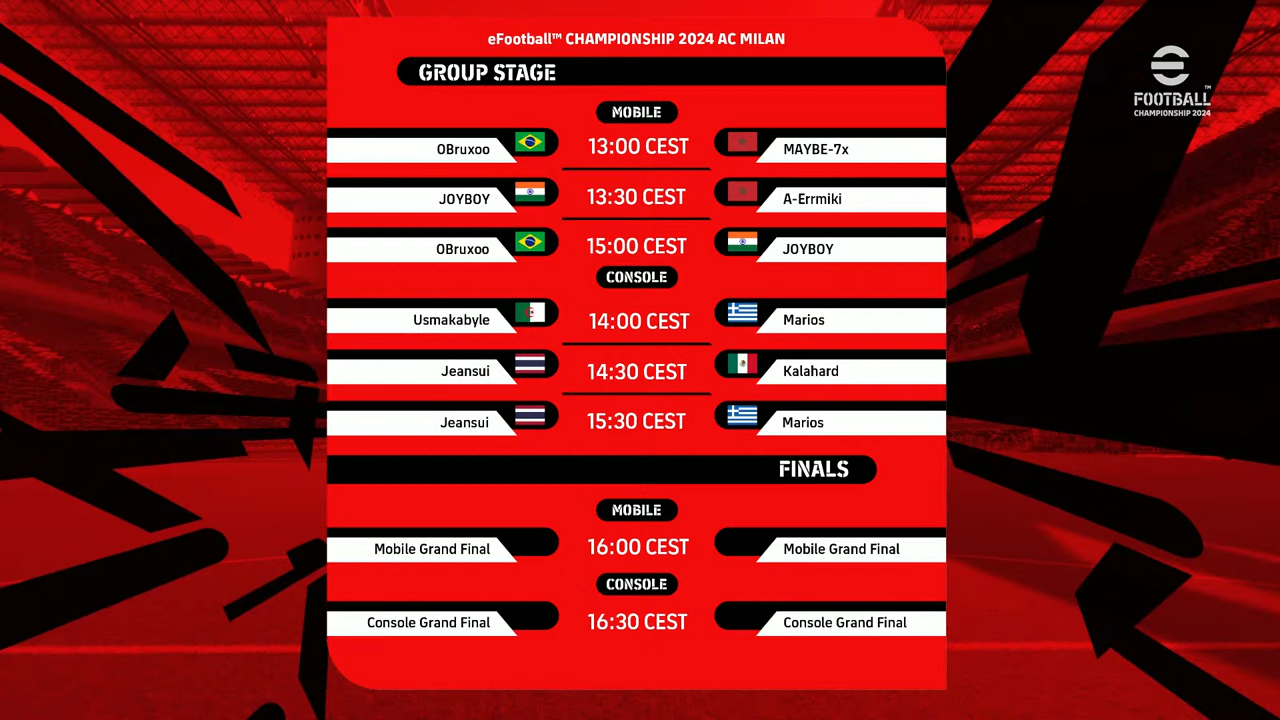 eFootball™ CHAMPIONSHIP 2024 AC MILAN
GROUP STAGE
MOBILE
OBruxoo 13:00 CEST MAYBE-7x
JOYBOY 13:30 CEST A-Errmiki
OBruxoo 15:00 CEST JOYBOY
CONSOLE
Usmakabyle 14:00 CEST Marios
Jeansui 14:30 CEST Kalahard
Jeansui 15:30 CEST Marios
FINALS
MOBILE
Mobile Grand Final 16:00 CEST Mobile Grand Final
CONSOLE
Console Grand Final 16:30 CEST Console Grand Final
e
FOOTBALL™
CHAMPIONSHIP 2024